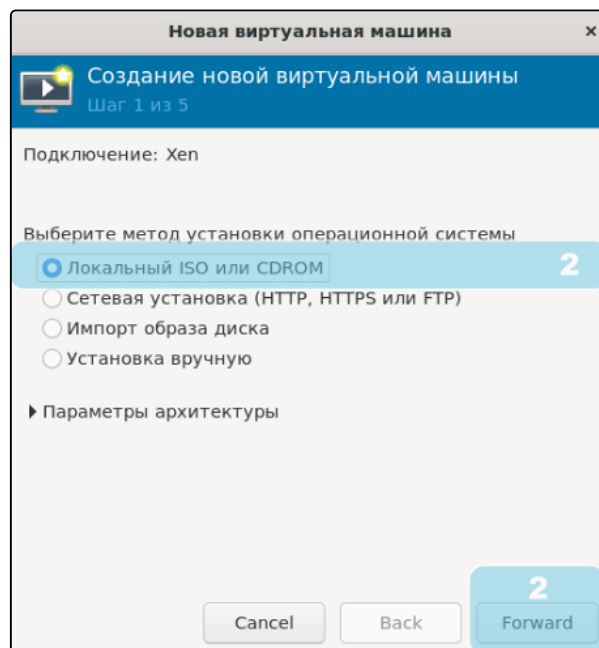 Новая виртуальная машина ×
Создание новой виртуальной машины
Шаг 1 из 5
Подключение: Xen
Выберите метод установки операционной системы
Локальный ISO или CDROM 2
Сетевая установка (HTTP, HTTPS или FTP)
Импорт образа диска
Установка вручную
Параметры архитектуры
2
Cancel Back Forward